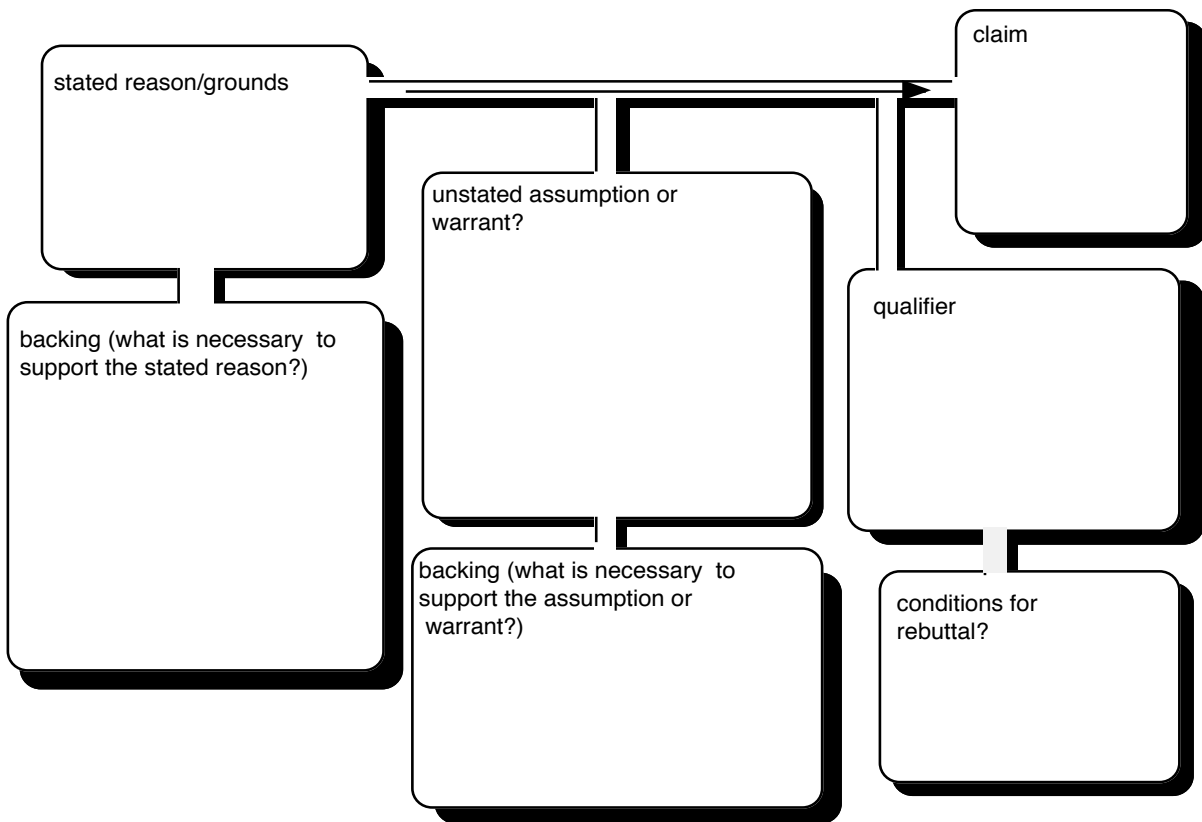 claim
stated reason/grounds
unstated assumption or
warrant?
qualifier
backing (what is necessary  to
support the stated reason?)
backing (what is necessary  to
support the assumption or
 warrant?)
conditions for
rebuttal?